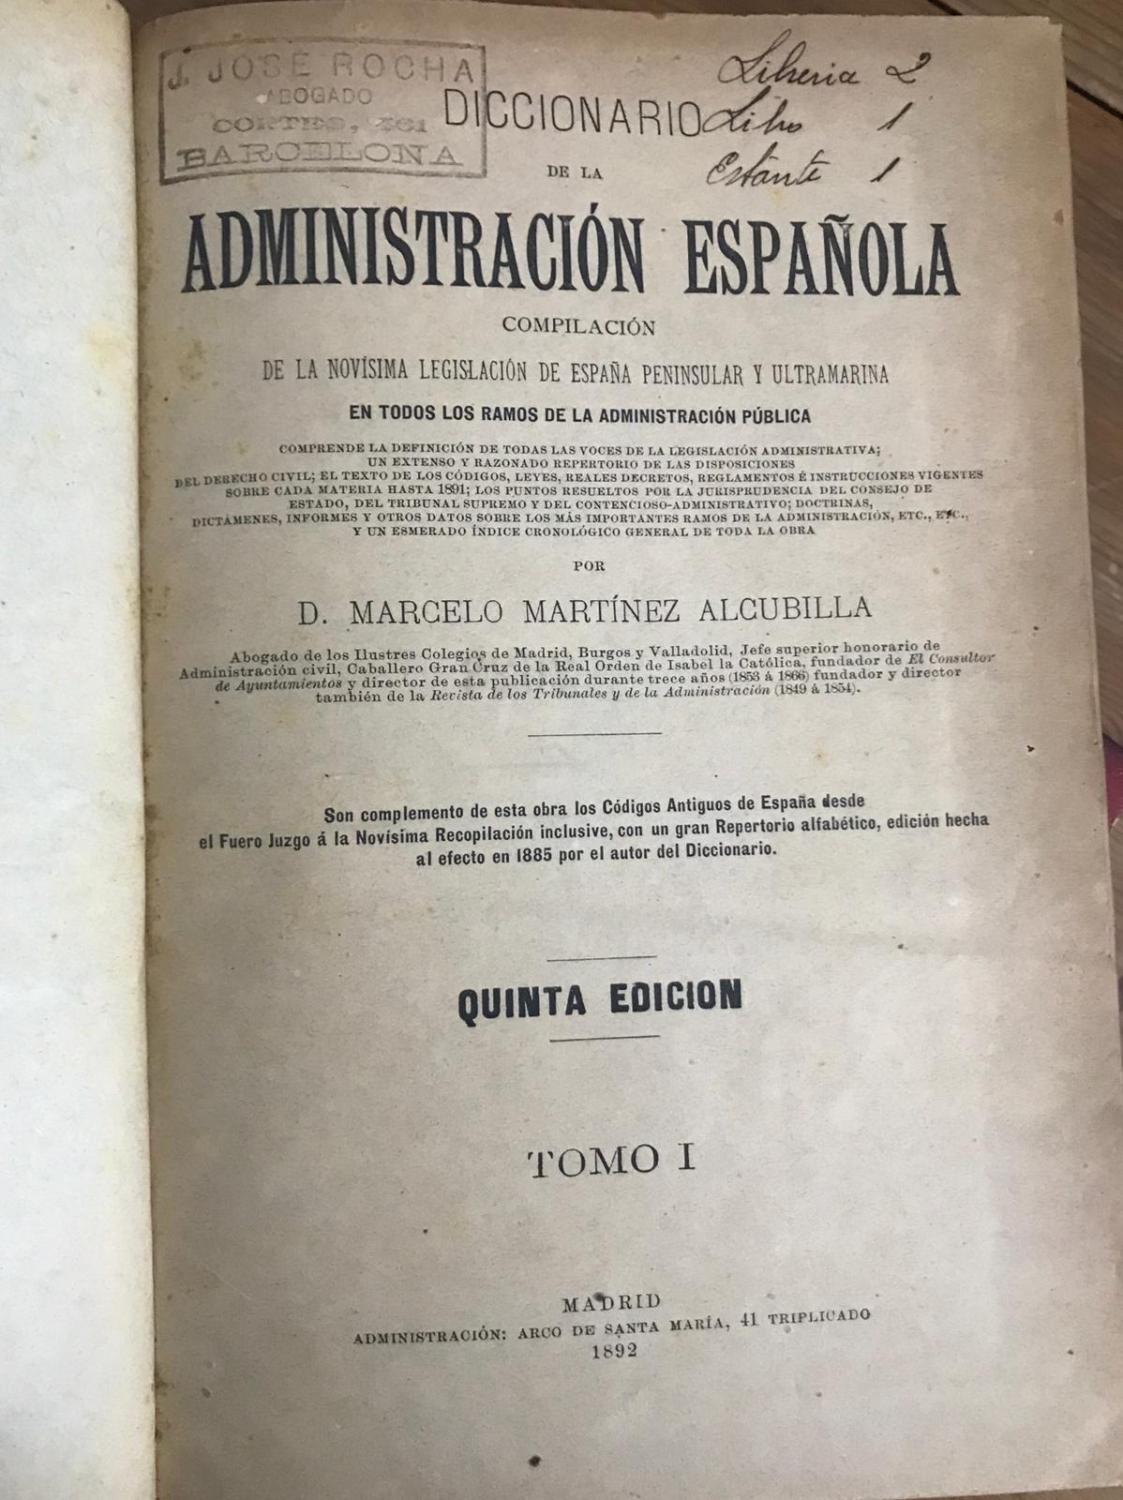 J. JOSÉ ROCHA
ABOGADO
CORTES, 561
BARCELONA
Libreria 2
Libro 1
Estante 1
DICCIONARIO
DE LA
ADMINISTRACIÓN ESPAÑOLA
COMPILACIÓN
DE LA NOVÍSIMA LEGISLACIÓN DE ESPAÑA PENINSULAR Y ULTRAMARINA
EN TODOS LOS RAMOS DE LA ADMINISTRACIÓN PÚBLICA
COMPRENDE LA DEFINICIÓN DE TODAS LAS VOCES DE LA LEGISLACIÓN ADMINISTRATIVA;
UN EXTENSO Y RAZONADO REPERTORIO DE LAS DISPOSICIONES
DEL DERECHO CIVIL; EL TEXTO DE LOS CÓDIGOS, LEYES, REALES DECRETOS, REGLAMENTOS É INSTRUCCIONES VIGENTES
SOBRE CADA MATERIA HASTA 1891; LOS PUNTOS RESUELTOS POR LA JURISPRUDENCIA DEL CONSEJO DE
ESTADO, DEL TRIBUNAL SUPREMO Y DEL CONTENCIOSO-ADMINISTRATIVO; DOCTRINAS,
DICTÁMENES, INFORMES Y OTROS DATOS SOBRE LOS MÁS IMPORTANTES RAMOS DE LA ADMINISTRACIÓN, ETC., ETC.,
Y UN ESMERADO ÍNDICE CRONOLÓGICO GENERAL DE TODA LA OBRA
POR
D. MARCELO MARTÍNEZ ALCUBILLA
Abogado de los Ilustres Colegios de Madrid, Burgos y Valladolid, Jefe superior honorario de
Administración civil, Caballero Gran Cruz de la Real Orden de Isabel la Católica, fundador de El Consultor
de Ayuntamientos y director de esta publicación durante trece años (1853 á 1866) fundador y director
también de la Revista de los Tribunales y de la Administración (1849 á 1854).
Son complemento de esta obra los Códigos Antiguos de España desde
el Fuero Juzgo á la Novísima Recopilación inclusive, con un gran Repertorio alfabético, edición hecha
al efecto en 1885 por el autor del Diccionario.
QUINTA EDICION
TOMO I
MADRID
ADMINISTRACIÓN: ARCO DE SANTA MARÍA, 41 TRIPLICADO
1892